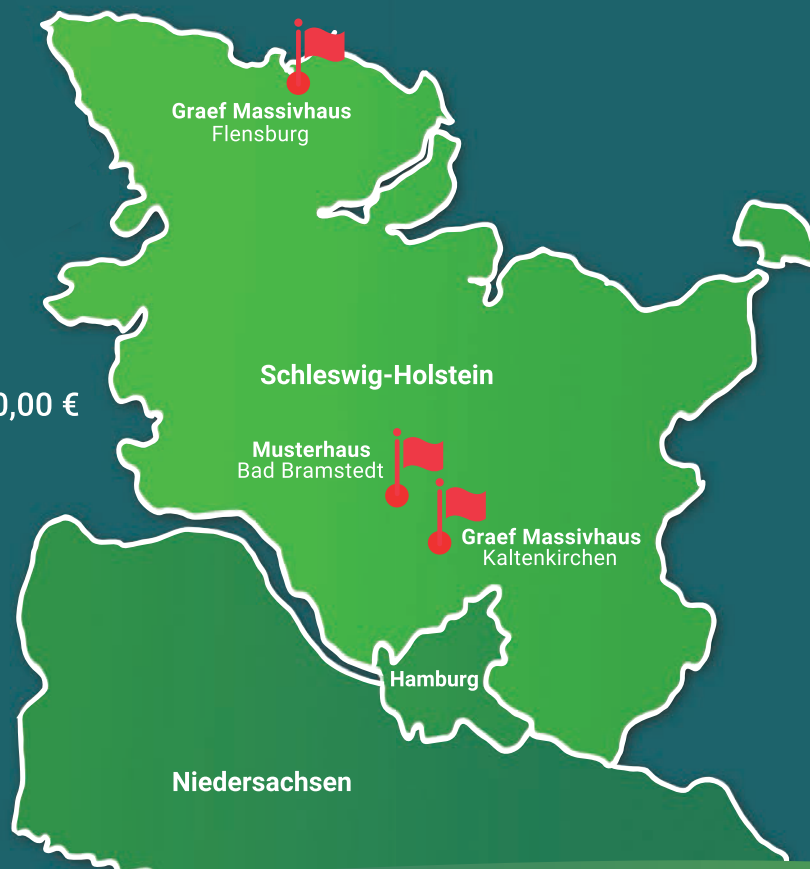 Graef Massivhaus
Flensburg
Schleswig-Holstein
0,00 €
Musterhaus
Bad Bramstedt
Graef Massivhaus
Kaltenkirchen
Hamburg
Niedersachsen